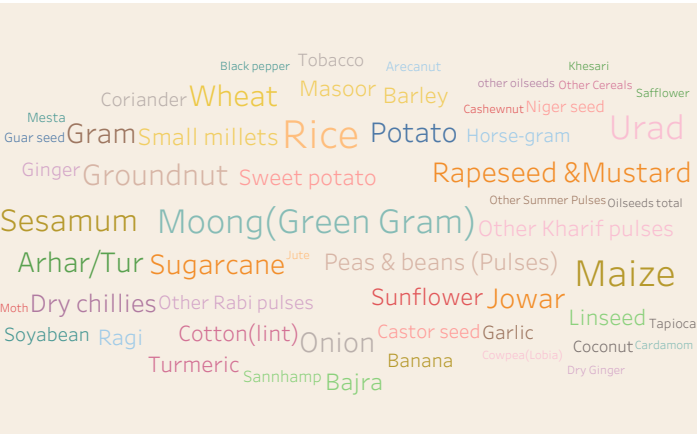 Tobacco
Black pepper
Arecanut
Khesari
other oilseeds
Other Cereals
Coriander
Wheat
Masoor
Barley
Safflower
Cashewnut
Niger seed
Mesta
Guar seed
Gram
Small millets
Rice
Potato
Horse-gram
Urad
Ginger
Groundnut
Sweet potato
Rapeseed &Mustard
Other Summer Pulses
Oilseeds total
Sesamum
Moong(Green Gram)
Other Kharif pulses
Arhar/Tur
Sugarcane
Jute
Peas & beans (Pulses)
Maize
Moth
Dry chillies
Other Rabi pulses
Sunflower
Jowar
Linseed
Tapioca
Soyabean
Ragi
Cotton(lint)
Onion
Castor seed
Garlic
Coconut
Cardamom
Turmeric
Sannhamp
Bajra
Banana
Cowpea(Lobia)
Dry Ginger